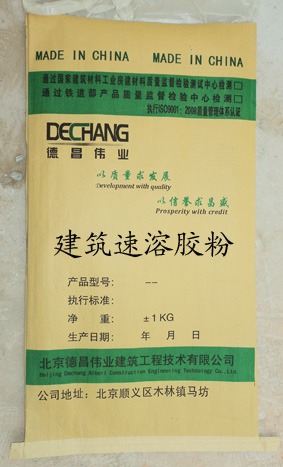 MADE IN CHINA MADE IN CHINA
通过国家建筑材料工业房建材料质量监督检验测试中心检测
通过铁道部产品质量监督检验中心检测
执行ISO9001：2008质量管理体系认证
DECHANG
德昌伟业
以质量求发展
Development with quality
以信誉求昌盛
Prosperity with credit
建筑速溶胶粉
产品型号： --
执行标准：
净 重： ±1KG
生产日期： 年 月 日
北京德昌伟业建筑工程技术有限公司
Beijing Dechang Allbest Construction Engineering Technology Co.,Ltd
公司地址：北京顺义区木林镇马坊